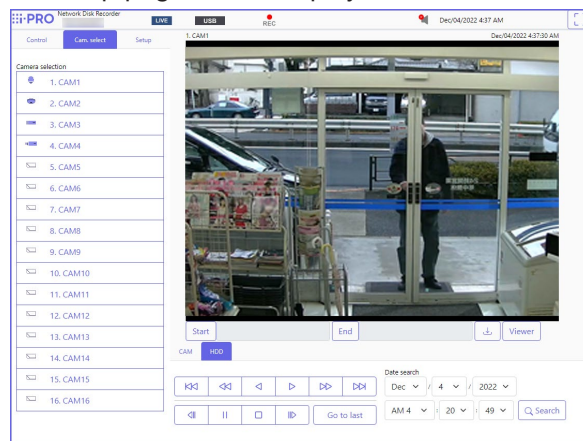 i-PRO Network Disk Recorder
LIVE USB REC Dec/04/2022 4:37 AM
Control Cam. select Setup
1. CAM1 Dec/04/2022 4:37:30 AM
Camera selection
1. CAM1
2. CAM2
3. CAM3
4. CAM4
5. CAM5
6. CAM6
7. CAM7
8. CAM8
9. CAM9
10. CAM10
11. CAM11
12. CAM12
13. CAM13
14. CAM14
15. CAM15
16. CAM16
Start End Viewer
CAM HDD
Date search
Dec / 4 / 2022
Go to last
AM 4 : 20 : 49 Search